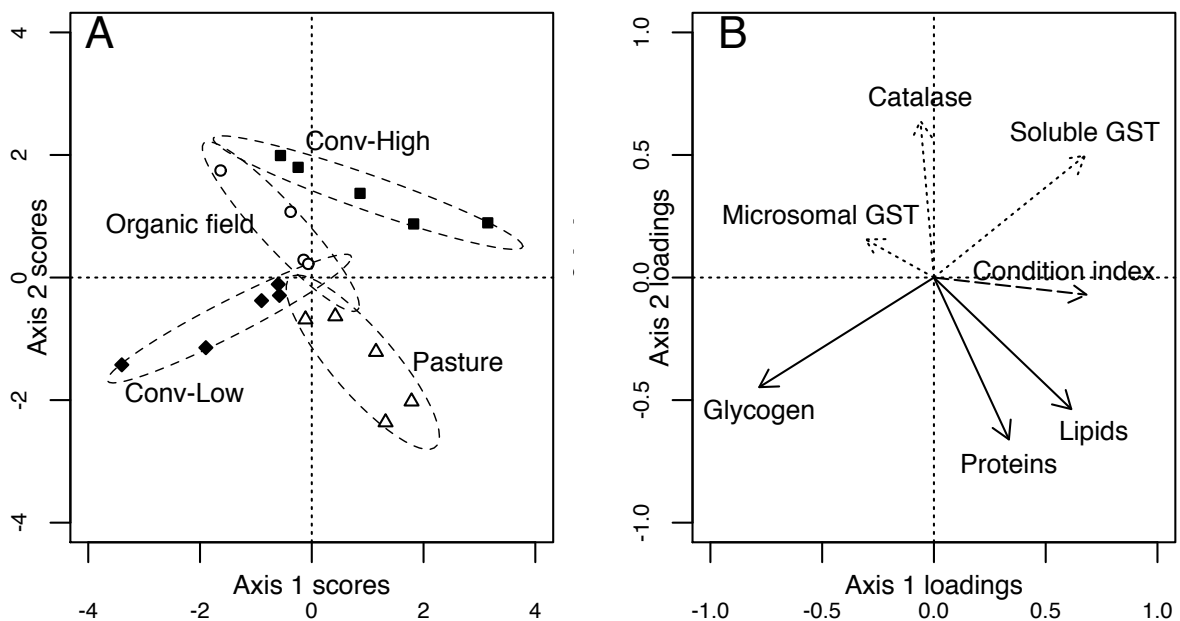 A
4
2
0
-2
-4
Axis 2 scores
Conv-High
Organic field
Pasture
Conv-Low
Axis 1 scores
-4
-2
0
2
4
B
1.0
0.5
0.0
-0.5
-1.0
Axis 2 loadings
Catalase
Soluble GST
Microsomal GST
Condition index
Glycogen
Lipids
Proteins
Axis 1 loadings
-1.0
-0.5
0.0
0.5
1.0